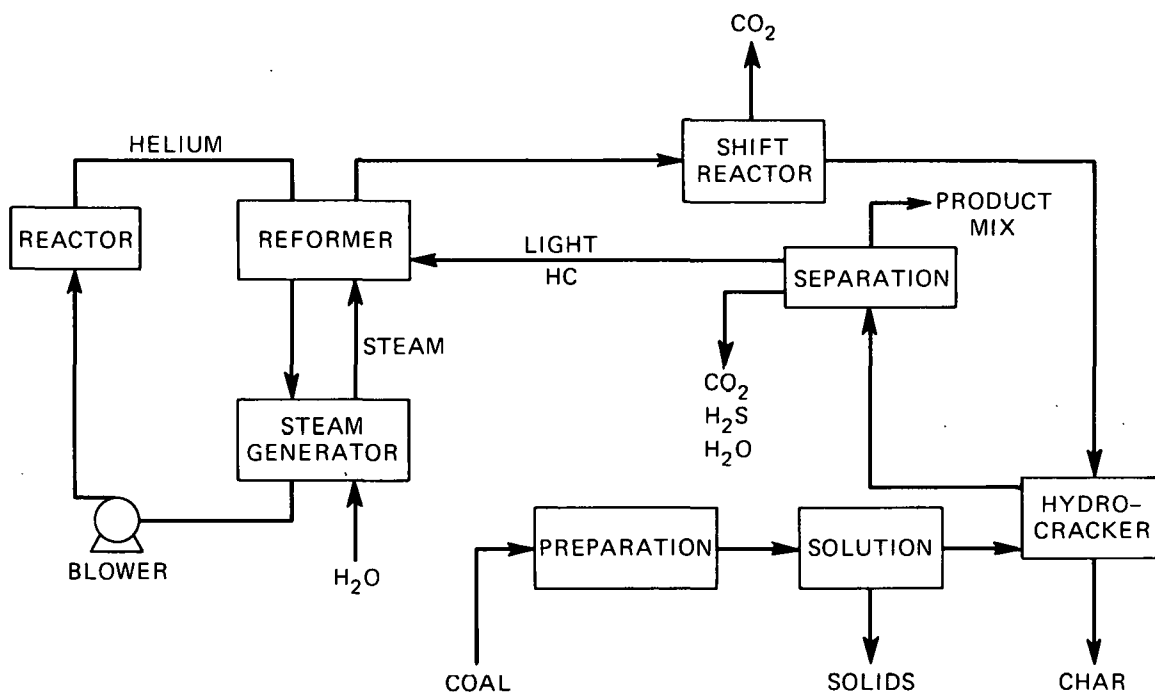 CO₂
HELIUM
SHIFT
REACTOR
PRODUCT
MIX
REACTOR
REFORMER
LIGHT
HC
SEPARATION
STEAM
CO₂
H₂S
H₂O
STEAM
GENERATOR
HYDRO–
CRACKER
PREPARATION
SOLUTION
BLOWER
H₂O
COAL
SOLIDS
CHAR